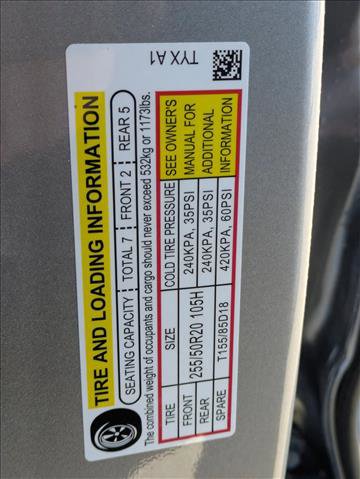 TIRE AND LOADING INFORMATION
SEATING CAPACITY TOTAL 7 FRONT 2 REAR 5
The combined weight of occupants and cargo should never exceed 532kg or 1173lbs.
TIRE SIZE COLD TIRE PRESSURE SEE OWNER'S
FRONT 255/50R20 105H 240KPA, 35PSI MANUAL FOR
REAR 240KPA, 35PSI ADDITIONAL
SPARE T155/85D18 420KPA, 60PSI INFORMATION
TYX A1